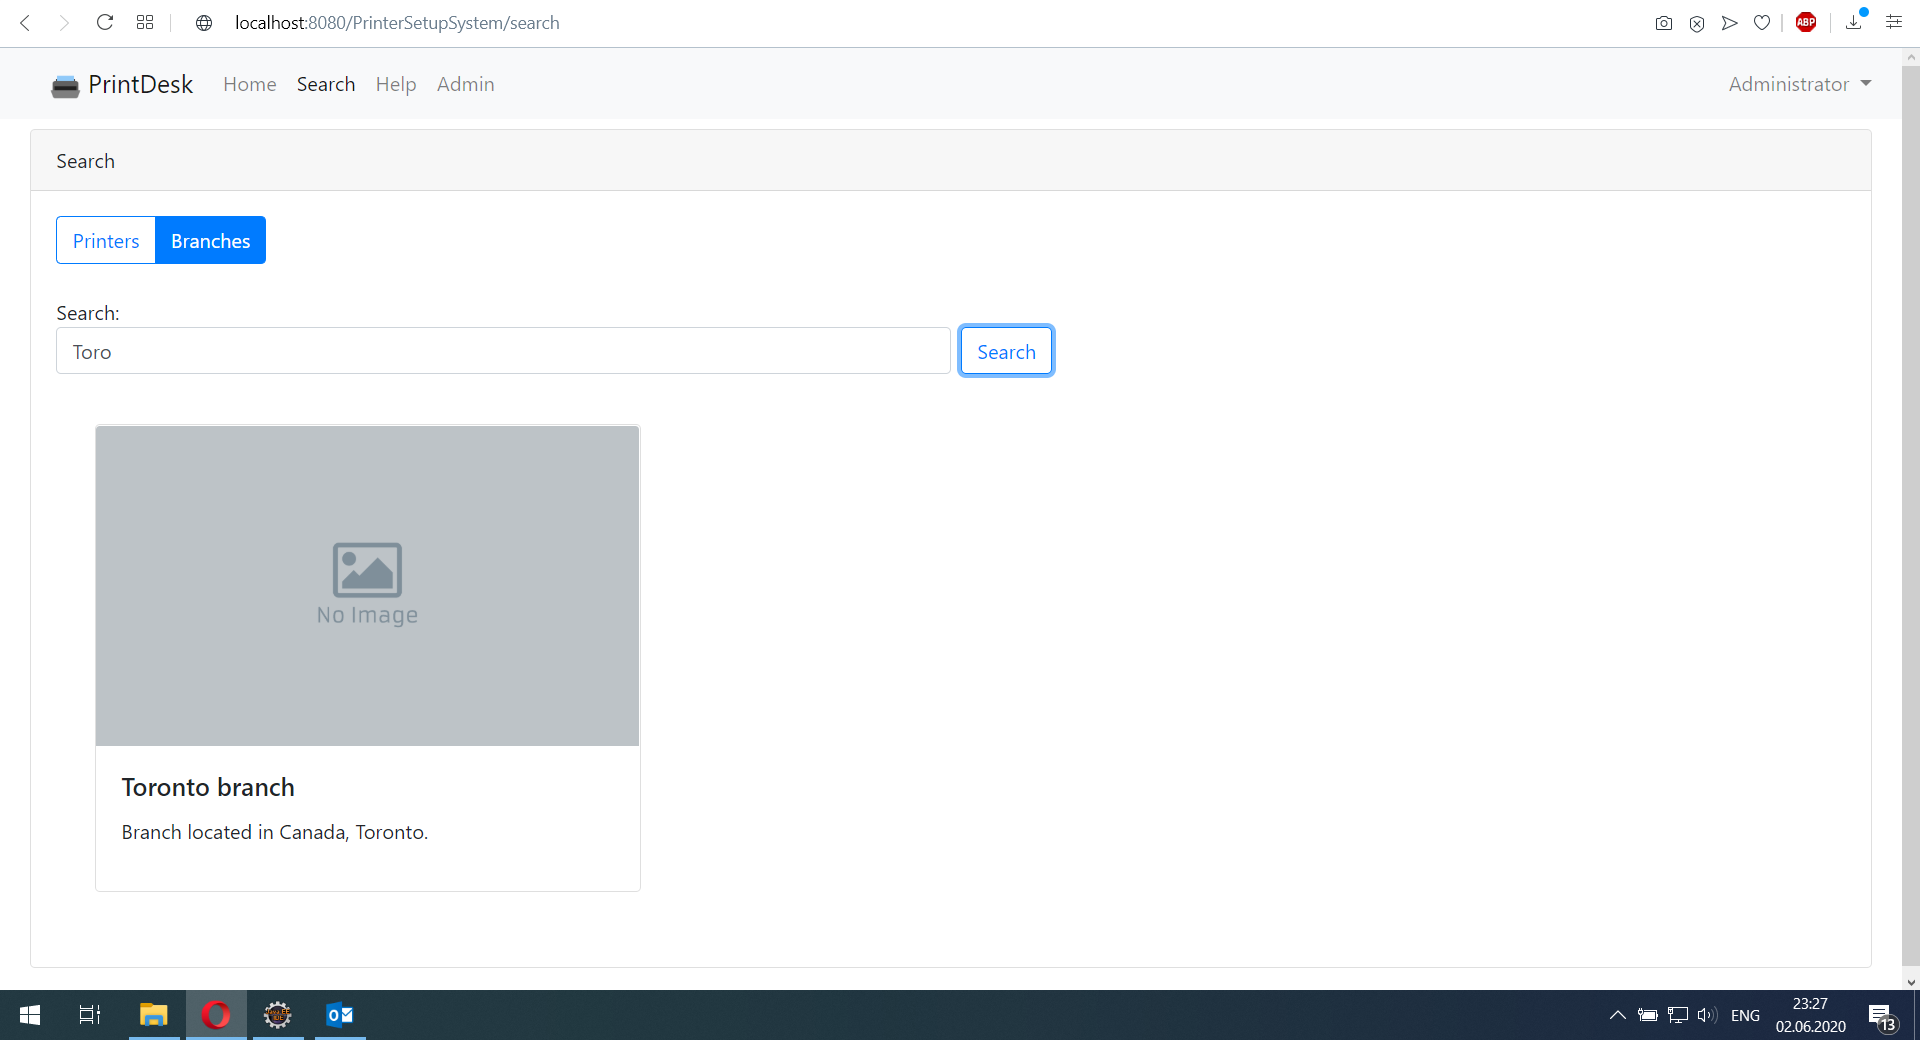 localhost:8080/PrinterSetupSystem/search
ABP
PrintDesk Home Search Help Admin Administrator
Search
Printers Branches
Search:
Toro Search
No Image
Toronto branch
Branch located in Canada, Toronto.
ENG 23:27
02.06.2020
13